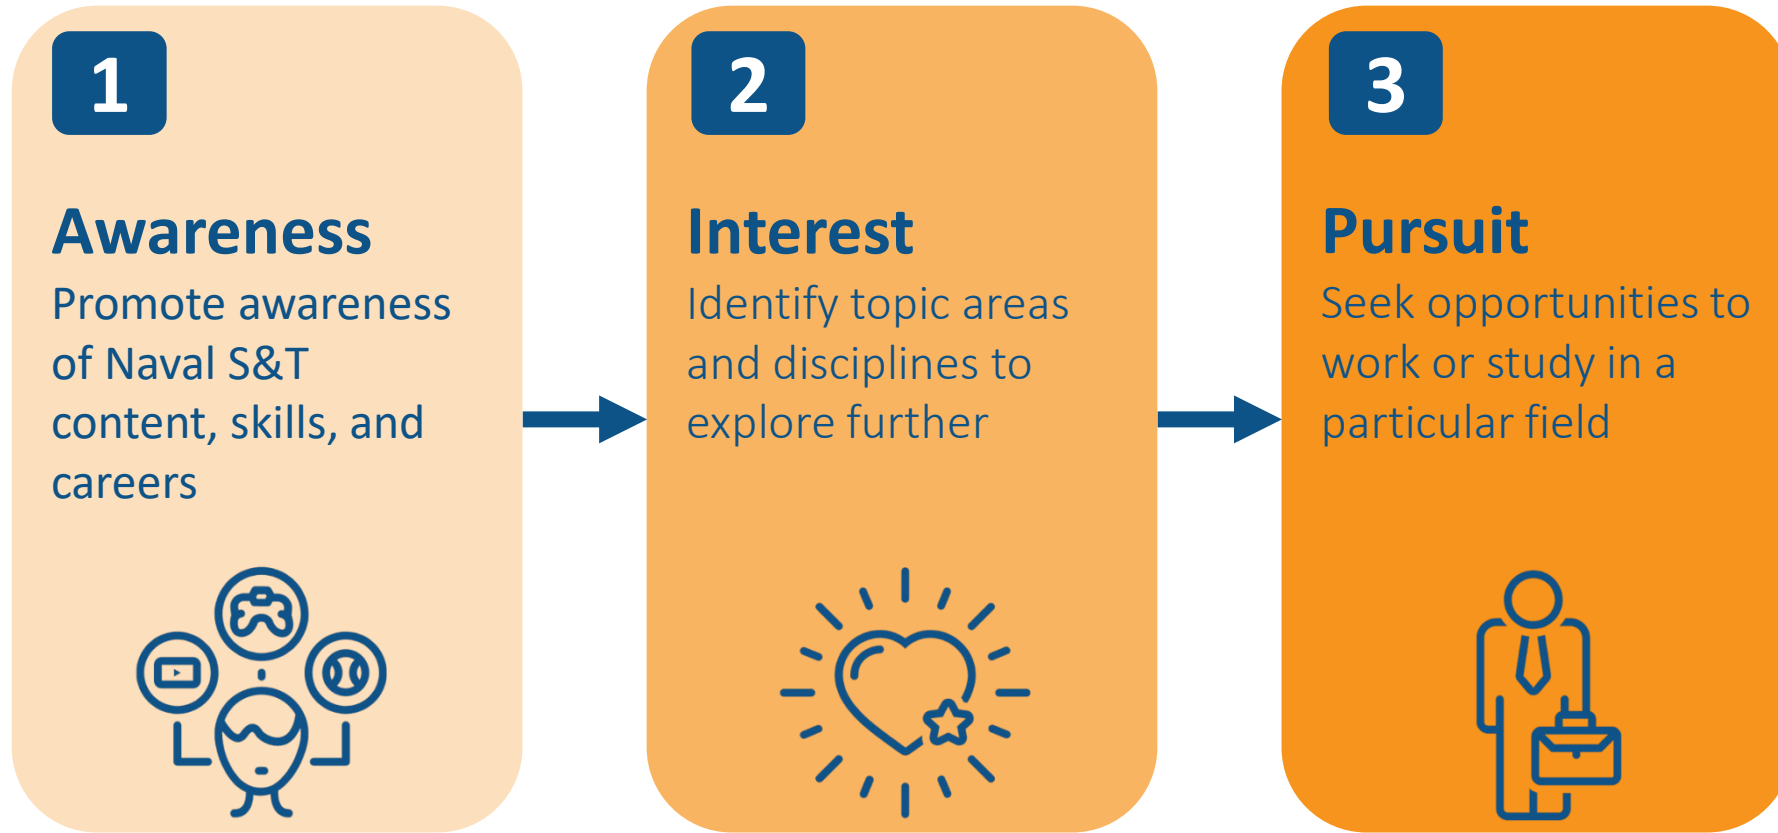 1
Awareness
Promote awareness
of Naval S&T
content, skills, and
careers
2
Interest
Identify topic areas
and disciplines to
explore further
3
Pursuit
Seek opportunities to
work or study in a
particular field